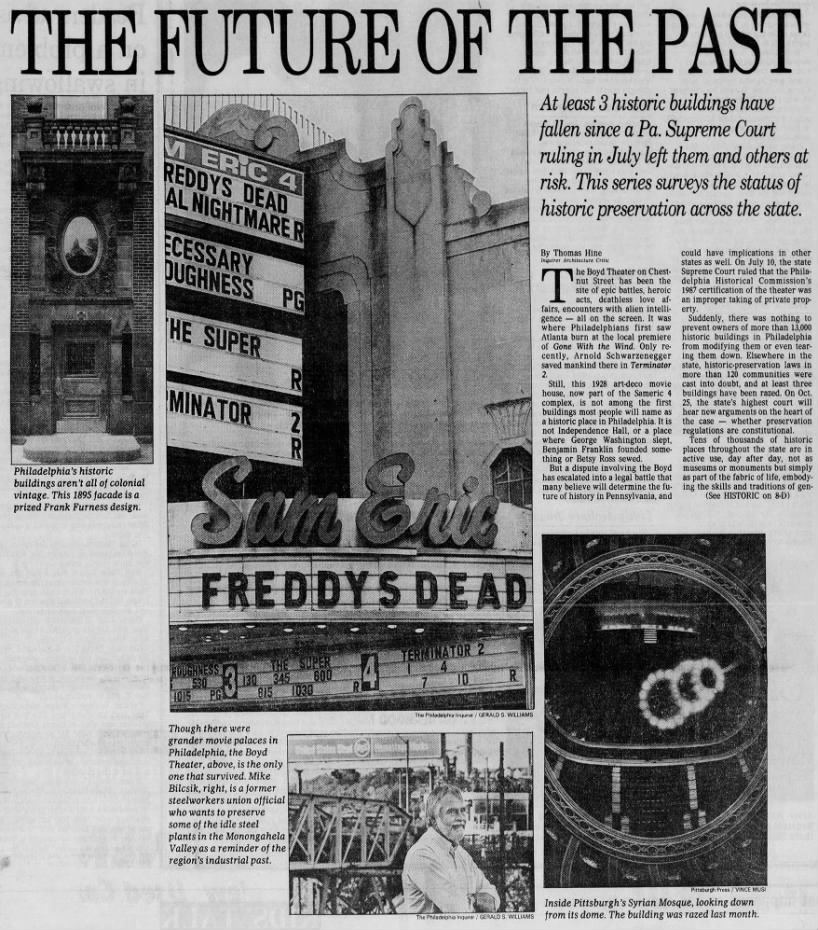 THE FUTURE OF THE PAST
Philadelphia's historic
buildings aren't all of colonial
vintage. This 1895 facade is a
prized Frank Furness design.
M ERIC 4
REDDYS DEAD
AL NIGHTMARE R
ECESSARY
OUGHNESS
PG
HE SUPER
R
MINATOR 2
R
Sam Eric
FREDDYS DEAD
ROUGHNESS
530
1015 PG
3
THE SUPER
130 345 600
815 1030 R
4
TERMINATOR 2
1 4
7 10 R
The Philadelphia Inquirer / GERALD S. WILLIAMS
At least 3 historic buildings have
fallen since a Pa. Supreme Court
ruling in July left them and others at
risk. This series surveys the status of
historic preservation across the state.
By Thomas Hine
Inquirer Architecture Critic
The Boyd Theater on Chest-
nut Street has been the
site of epic battles, heroic
acts, deathless love af-
fairs, encounters with alien intelli-
gence — all on the screen. It was
where Philadelphians first saw
Atlanta burn at the local premiere
of Gone With the Wind. Only re-
cently, Arnold Schwarzenegger
saved mankind there in Terminator
2.
Still, this 1928 art-deco movie
house, now part of the Sameric 4
complex, is not among the first
buildings most people will name as
a historic place in Philadelphia. It is
not Independence Hall, or a place
where George Washington slept,
Benjamin Franklin founded some-
thing or Betsy Ross sewed.
But a dispute involving the Boyd
has escalated into a legal battle that
many believe will determine the fu-
ture of history in Pennsylvania, and
could have implications in other
states as well. On July 10, the state
Supreme Court ruled that the Phila-
delphia Historical Commission's
1987 certification of the theater was
an improper taking of private prop-
erty.
Suddenly, there was nothing to
prevent owners of more than 13,000
historic buildings in Philadelphia
from modifying them or even tear-
ing them down. Elsewhere in the
state, historic-preservation laws in
more than 120 communities were
cast into doubt, and at least three
buildings have been razed. On Oct.
25, the state's highest court will
hear new arguments on the heart of
the case — whether preservation
regulations are constitutional.
Tens of thousands of historic
places throughout the state are in
active use, day after day, not as
museums or monuments but simply
as part of the fabric of life, embody-
ing the skills and traditions of gen-
(See HISTORIC on 8-D)
Though there were
grander movie palaces in
Philadelphia, the Boyd
Theater, above, is the only
one that survived. Mike
Bilcsik, right, is a former
steelworkers union official
who wants to preserve
some of the idle steel
plants in the Monongahela
Valley as a reminder of the
region's industrial past.
The Philadelphia Inquirer / GERALD S. WILLIAMS
Pittsburgh Press / VINCE MUSI
Inside Pittsburgh's Syrian Mosque, looking down
from its dome. The building was razed last month.